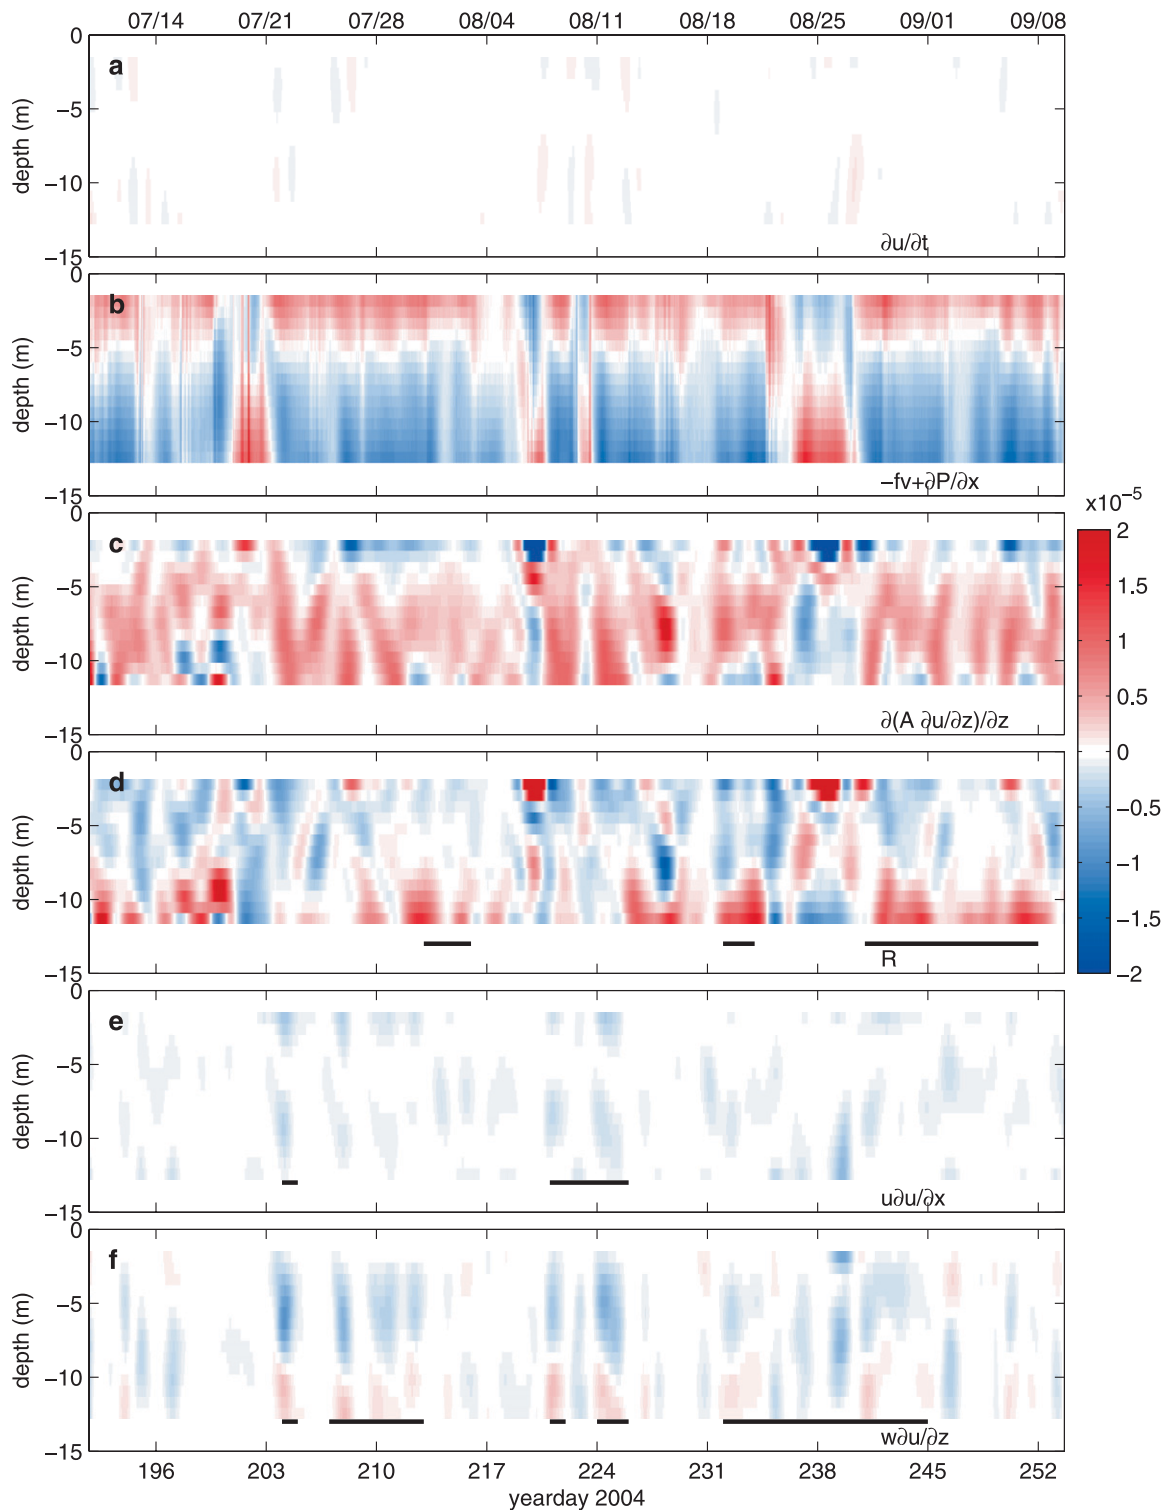 07/14 07/21 07/28 08/04 08/11 08/18 08/25 09/01 09/08
0
a
−5
depth (m)
−10
∂u/∂t
−15
0
b
−5
depth (m)
−10
−fv+∂P/∂x
−15
x10⁻⁵
0
c
−5
depth (m)
−10
∂(A ∂u/∂z)/∂z
−15
2
1.5
1
0.5
0
−0.5
−1
−1.5
−2
0
d
−5
depth (m)
−10
R
−15
0
e
−5
depth (m)
−10
u∂u/∂x
−15
0
f
−5
depth (m)
−10
w∂u/∂z
−15
196 203 210 217 224 231 238 245 252
yearday 2004